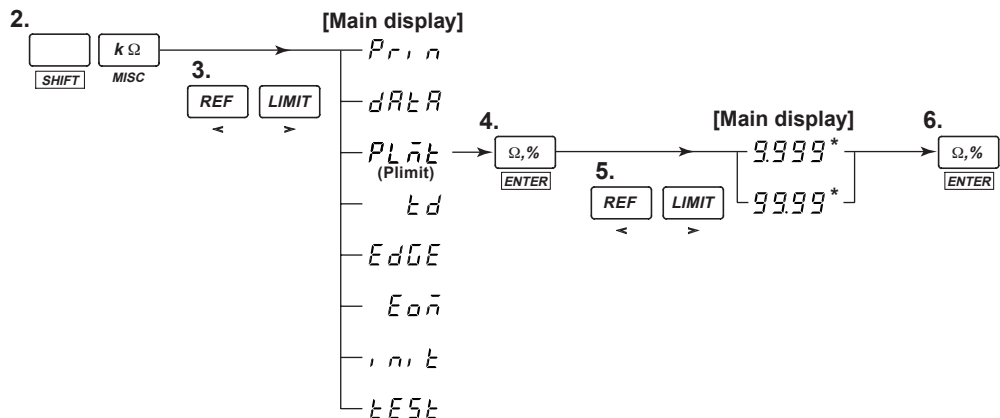 2.
k Ω
SHIFT
MISC
3.
REF
LIMIT
<
>
[Main display]
Prin
dAtA
PLmt
(Plimit)
td
EdGE
Eom
init
tESt
4.
Ω,%
ENTER
5.
REF
LIMIT
<
>
[Main display]
9.999*
99.99*
6.
Ω,%
ENTER